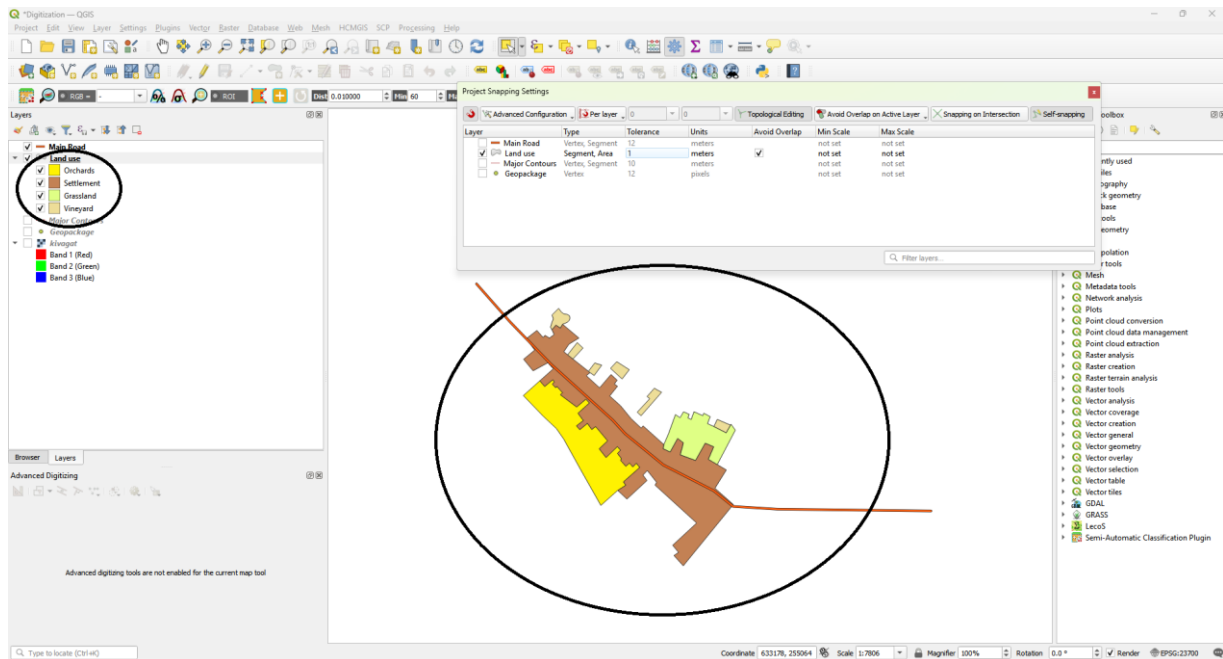 *Digitization — QGIS
Project Edit View Layer Settings Plugins Vector Raster Database Web Mesh HCMGIS SCP Processing Help
RGB = - ROI Dist 0.010000 Min 60
Layers
Main Road
Land use
Orchards
Settlement
Grassland
Vineyard
Major Contours
Geopackage
kivagat
Band 1 (Red)
Band 2 (Green)
Band 3 (Blue)
Browser Layers
Advanced Digitizing
Advanced digitizing tools are not enabled for the current map tool
Project Snapping Settings
Advanced Configuration Per layer 0 0 Topological Editing Avoid Overlap on Active Layer Snapping on Intersection Self-snapping
Layer Type Tolerance Units Avoid Overlap Min Scale Max Scale
Main Road Vertex, Segment 12 meters not set not set
Land use Segment, Area 1 meters not set not set
Major Contours Vertex, Segment 10 meters not set not set
Geopackage Vertex 12 pixels not set not set
Filter layers...
oolbox
ntly used
iles
ography
k geometry
base
ools
eometry
polation
r tools
Mesh
Metadata tools
Network analysis
Plots
Point cloud conversion
Point cloud data management
Point cloud extraction
Raster analysis
Raster creation
Raster terrain analysis
Raster tools
Vector analysis
Vector coverage
Vector creation
Vector general
Vector geometry
Vector overlay
Vector selection
Vector table
Vector tiles
GDAL
GRASS
LecoS
Semi-Automatic Classification Plugin
Type to locate (Ctrl+K) Coordinate 633178, 255064 Scale 1:7806 Magnifier 100% Rotation 0.0 ° Render EPSG:23700